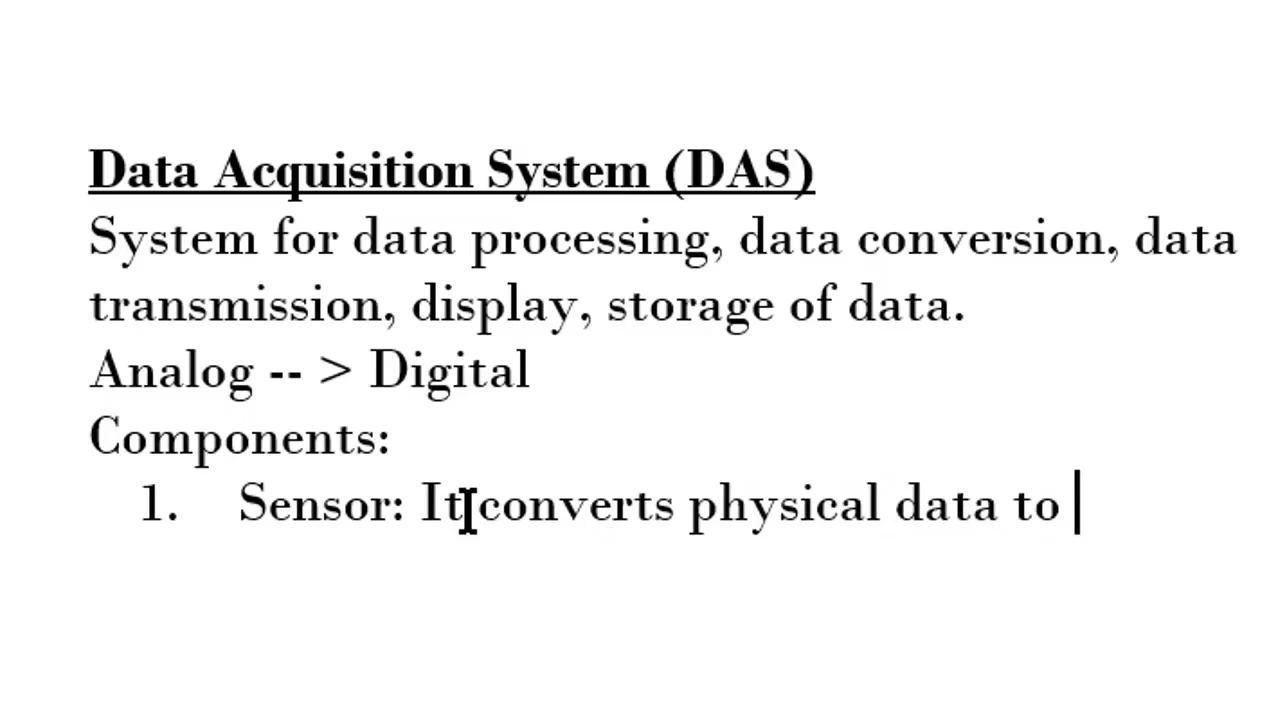 Data Acquisition System (DAS)
System for data processing, data conversion, data
transmission, display, storage of data.
Analog -- > Digital
Components:
1. Sensor: It converts physical data to